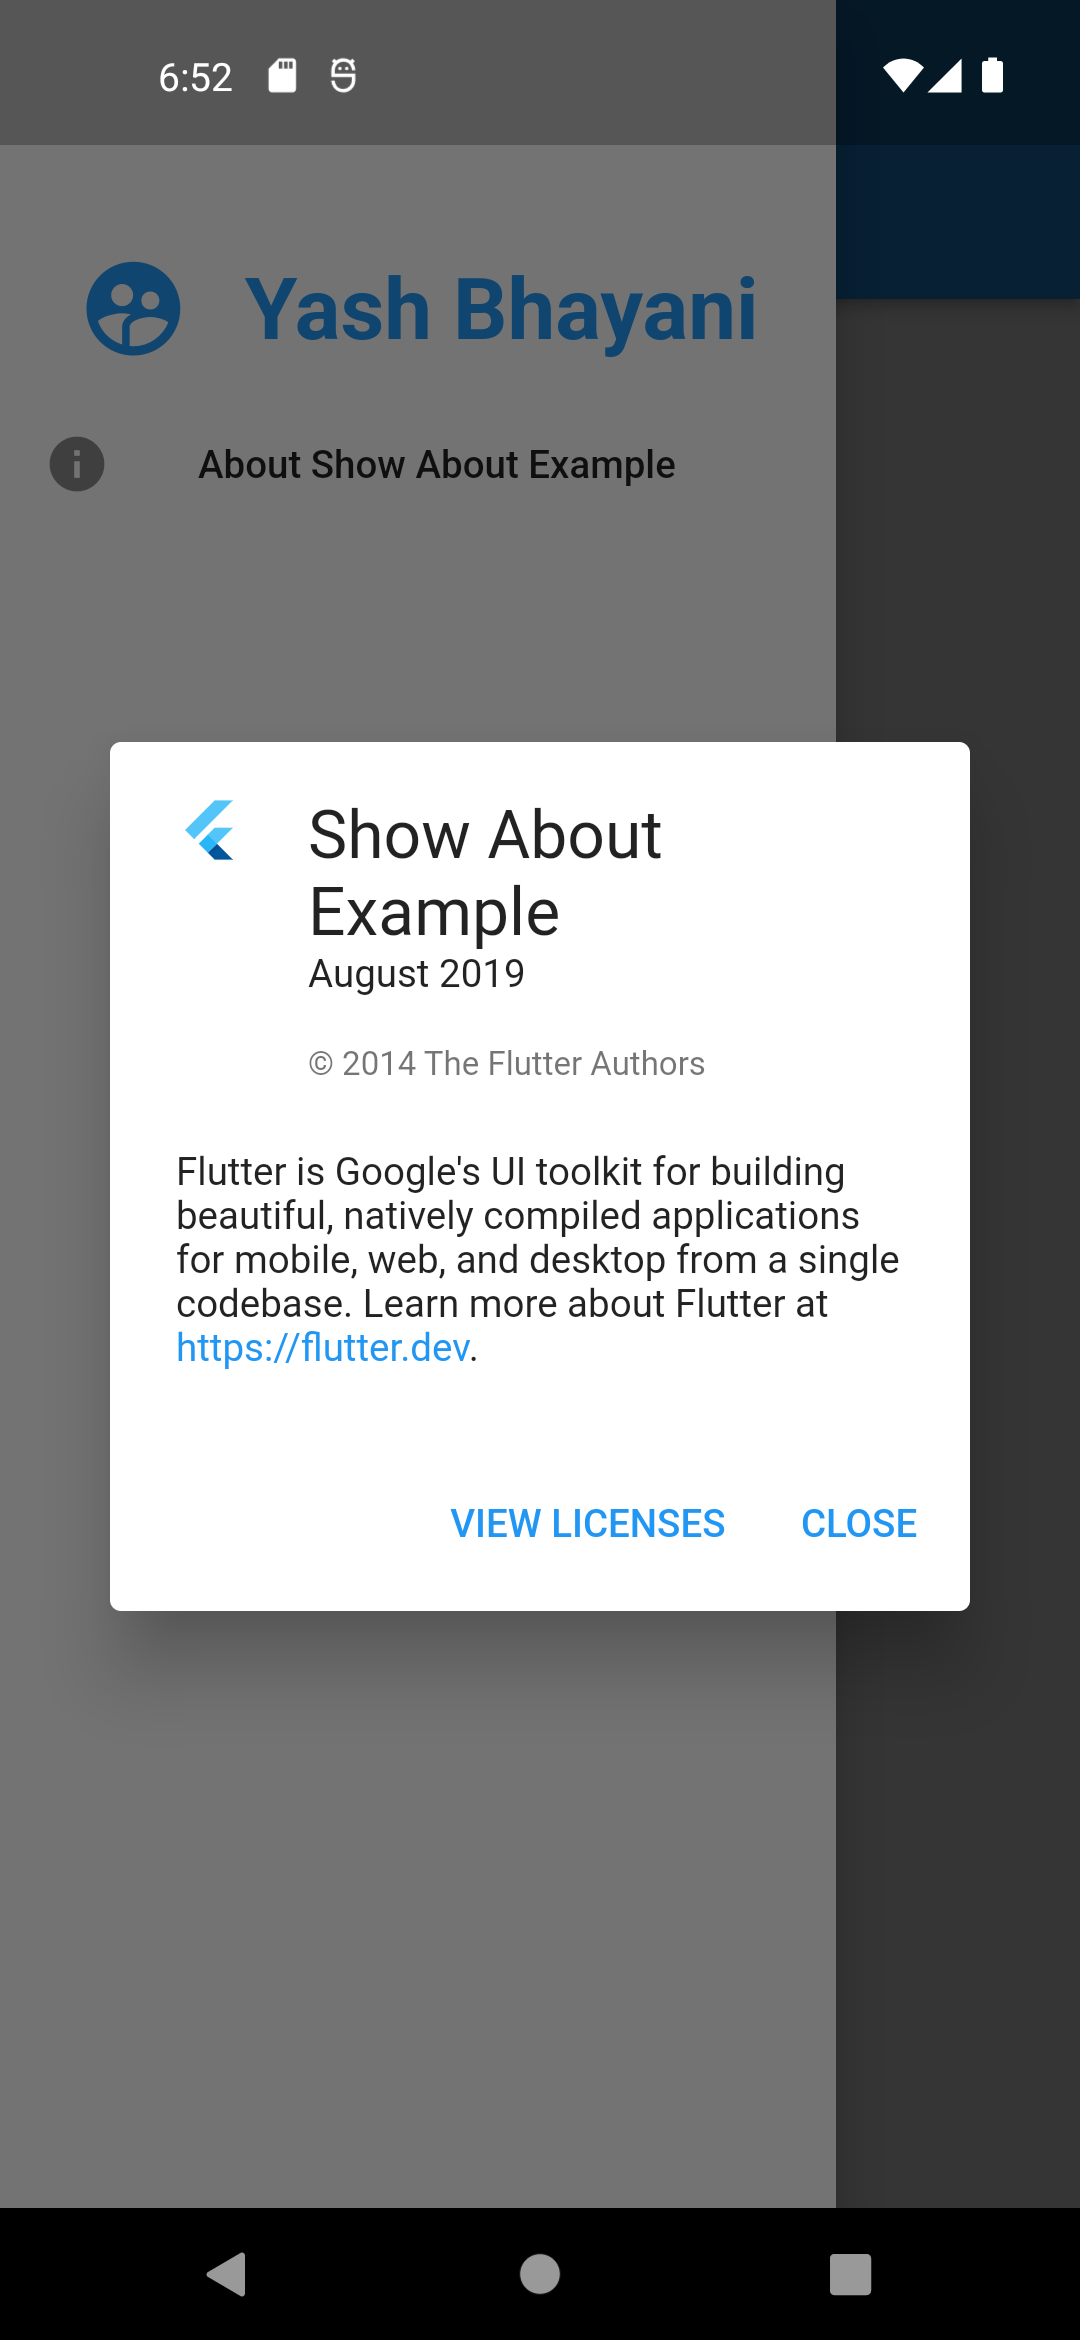 6:52
Yash Bhayani
About Show About Example
Show About
Example
August 2019
© 2014 The Flutter Authors
Flutter is Google's UI toolkit for building
beautiful, natively compiled applications
for mobile, web, and desktop from a single
codebase. Learn more about Flutter at
https://flutter.dev.
VIEW LICENSES CLOSE